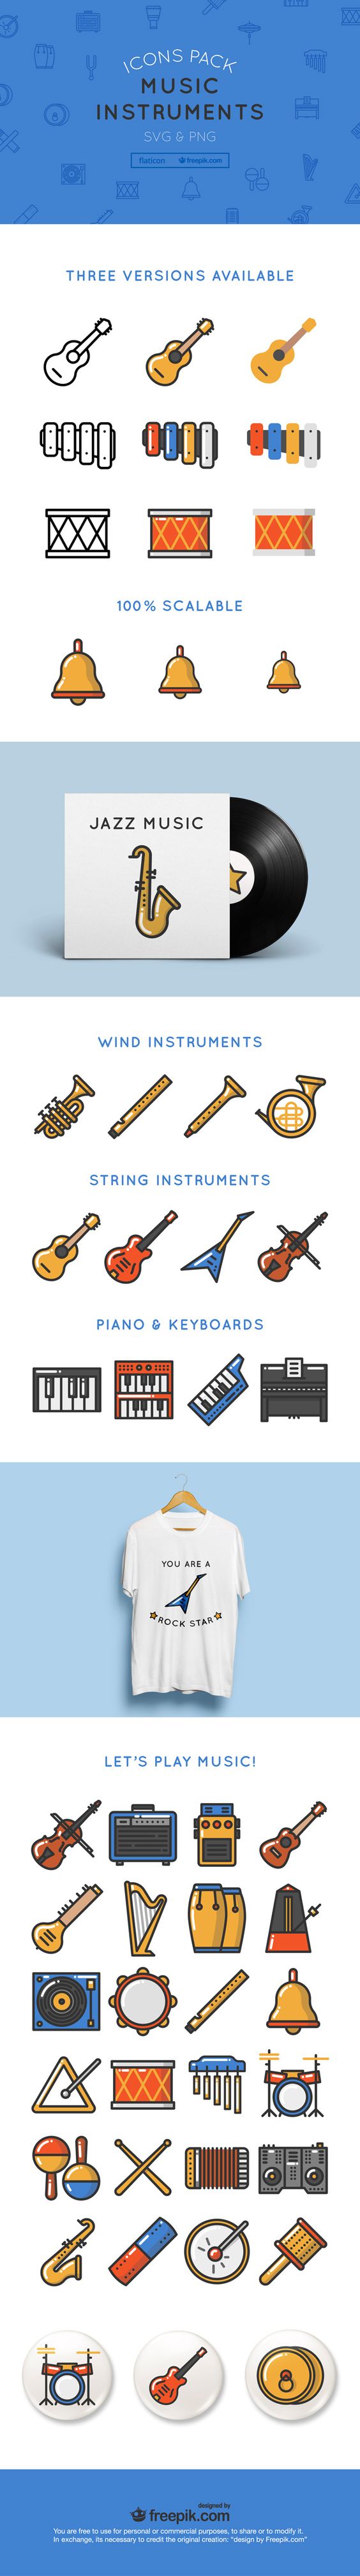 ICONS PACK
MUSIC
INSTRUMENTS
SVG & PNG
flaticon freepik.com
THREE VERSIONS AVAILABLE
100% SCALABLE
JAZZ MUSIC
WIND INSTRUMENTS
STRING INSTRUMENTS
PIANO & KEYBOARDS
YOU ARE A
ROCK STAR
LET'S PLAY MUSIC!
designed by
freepik.com
You are free to use for personal or commercial purposes, to share or to modify it.
In exchange, its necessary to credit the original creation: "design by Freepik.com"